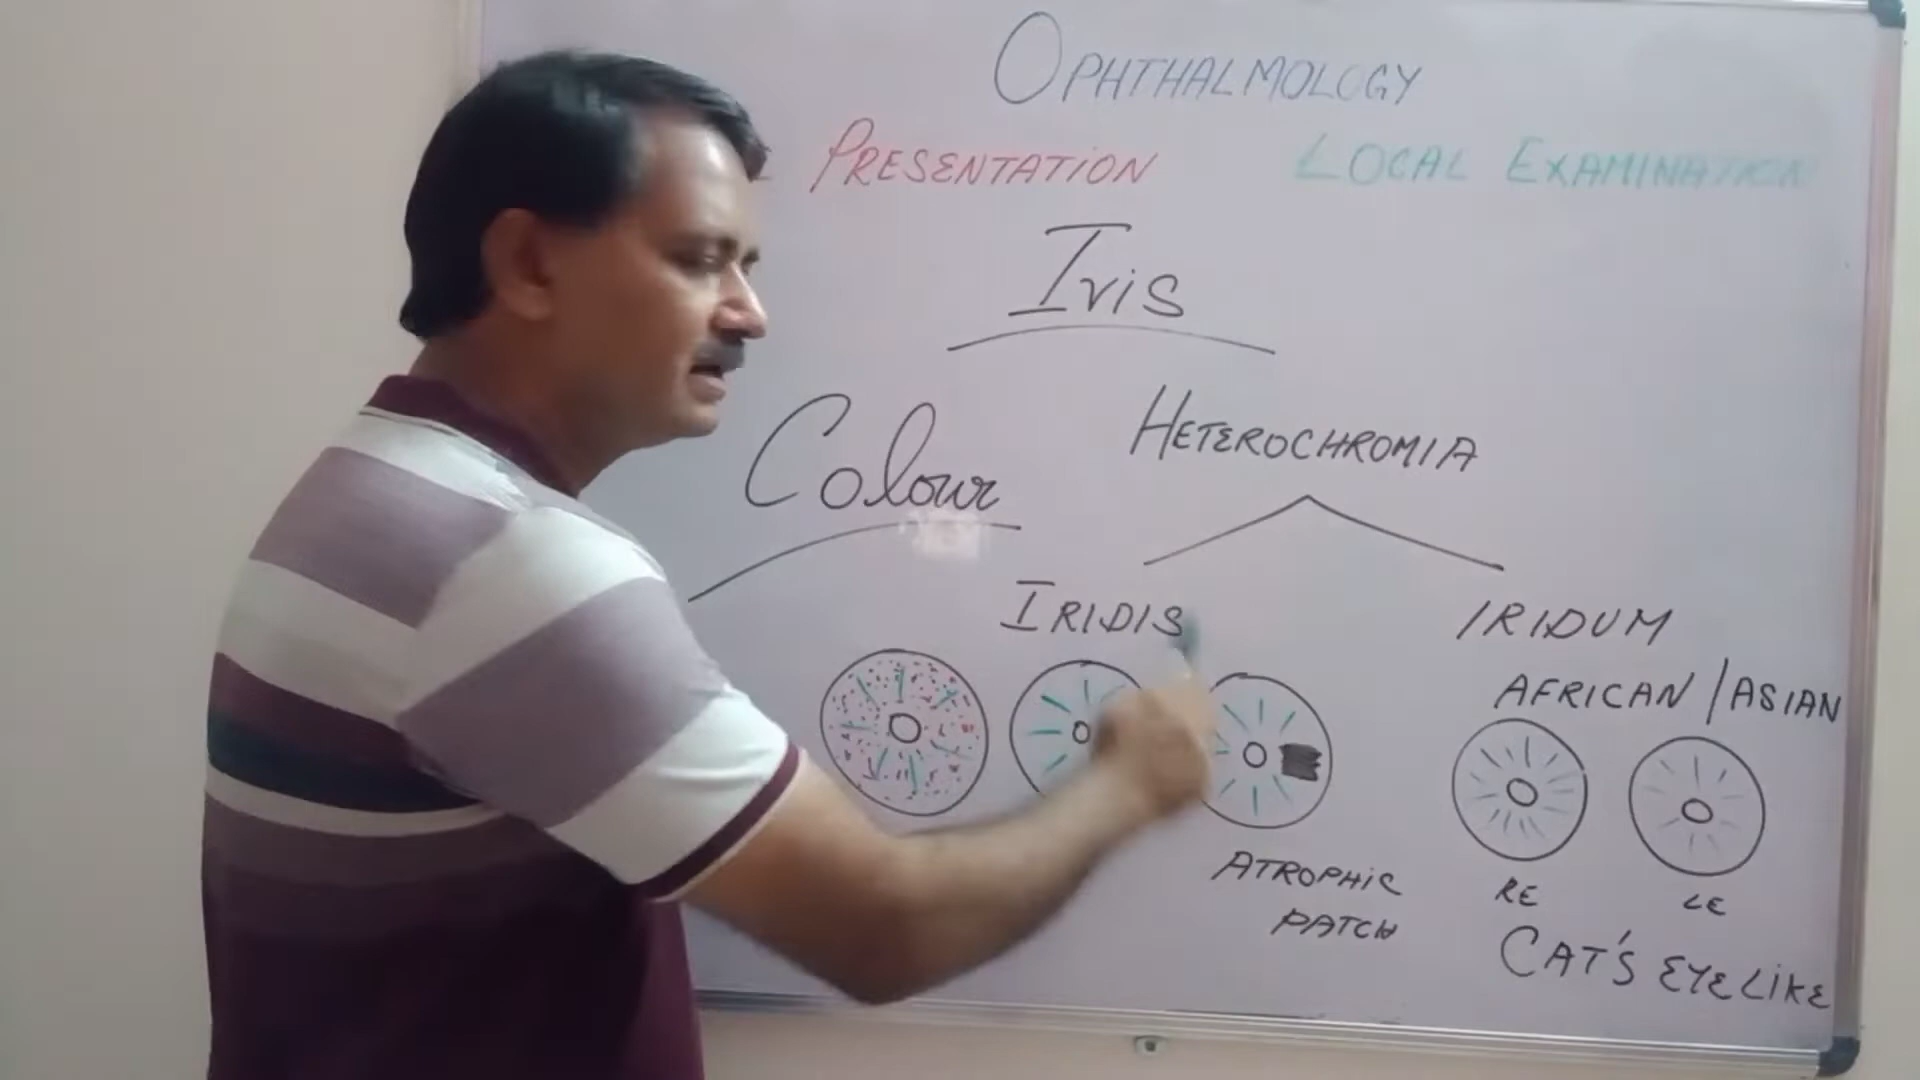 OPHTHALMOLOGY
PRESENTATION LOCAL EXAMINATION
Iris
Colour HETEROCHROMIA
IRIDIS IRIDUM
AFRICAN / ASIAN
ATROPHIC
PATCH
RE LE
CAT'S EYE LIKE